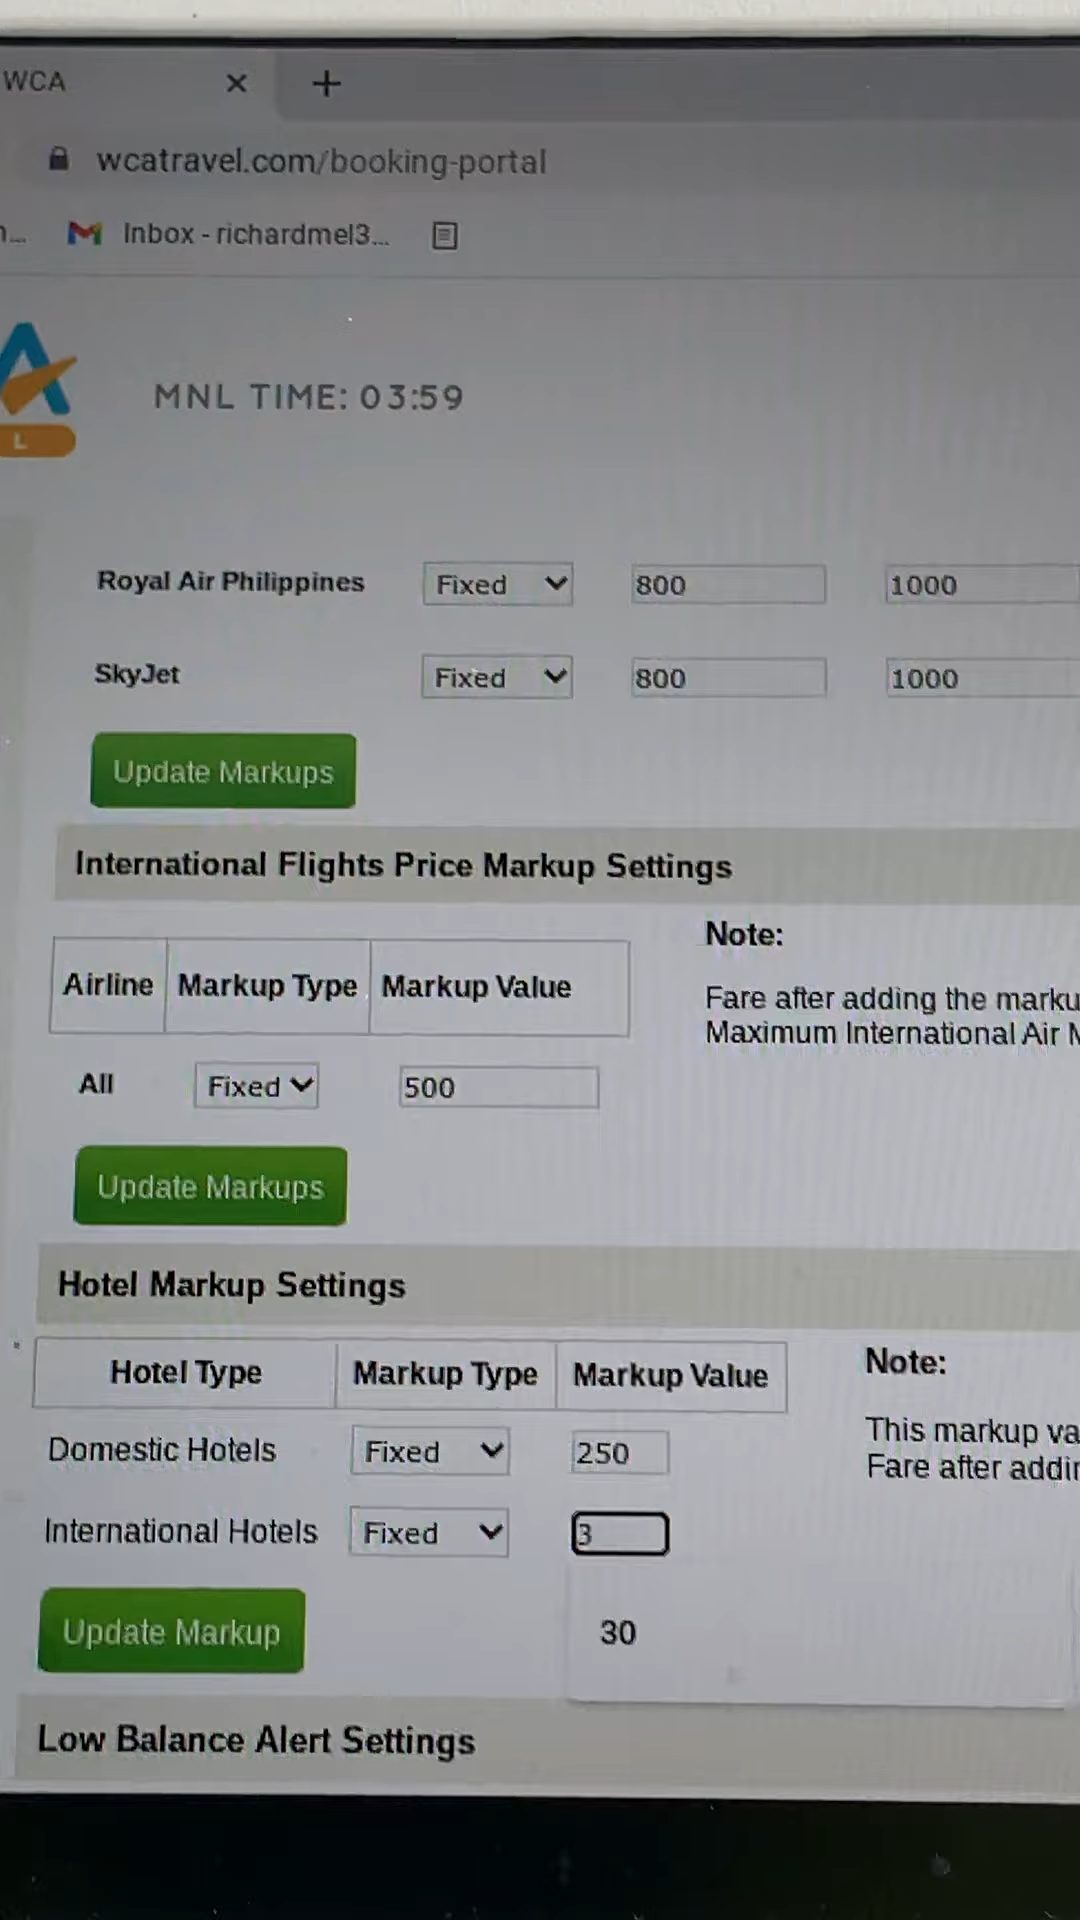 WCA
wcatravel.com/booking-portal
Inbox - richardmel3...
L
MNL TIME: 03:59
Royal Air Philippines Fixed 800 1000
SkyJet Fixed 800 1000
Update Markups
International Flights Price Markup Settings
Note:
Airline Markup Type Markup Value
Fare after adding the marku
Maximum International Air M
All Fixed 500
Update Markups
Hotel Markup Settings
Hotel Type Markup Type Markup Value
Note:
Domestic Hotels Fixed 250
This markup va
Fare after addin
International Hotels Fixed 3
Update Markup
30
Low Balance Alert Settings